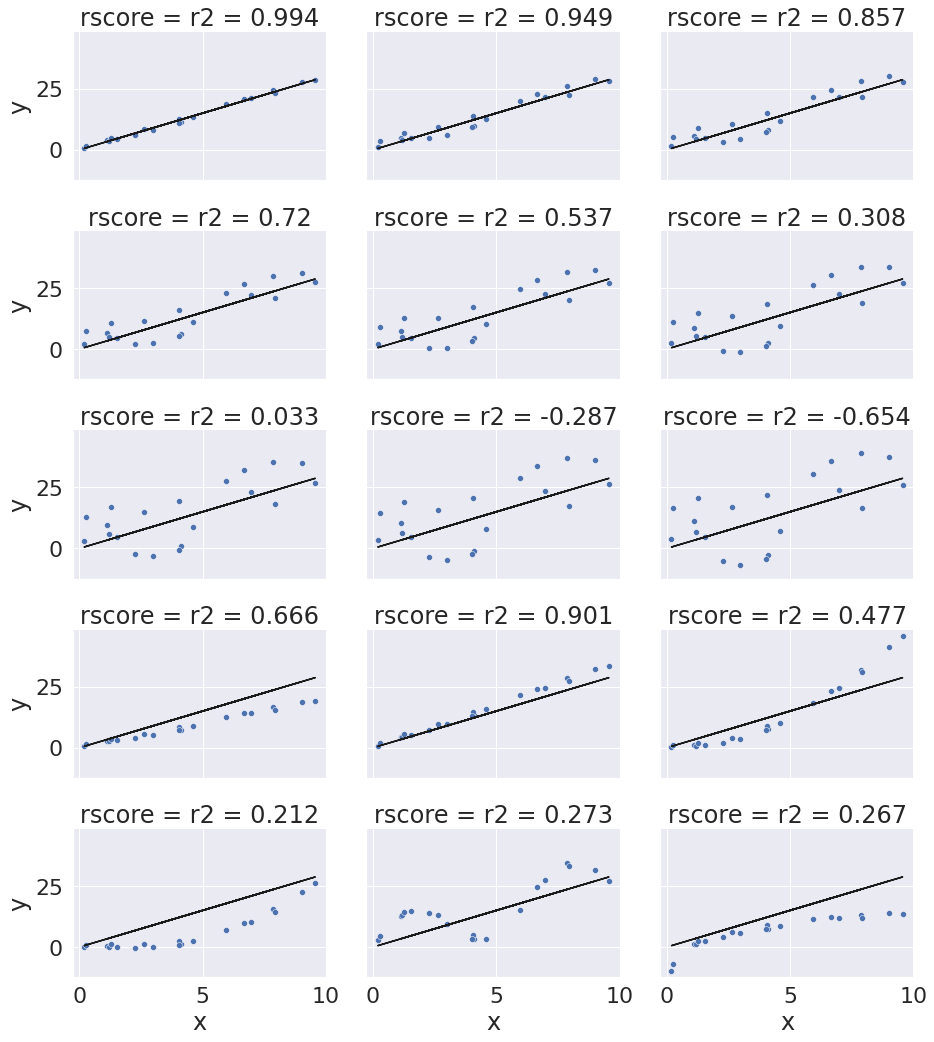 rscore = r2 = 0.994 rscore = r2 = 0.949 rscore = r2 = 0.857
25
y
0
rscore = r2 = 0.72 rscore = r2 = 0.537 rscore = r2 = 0.308
25
y
0
rscore = r2 = 0.033 rscore = r2 = -0.287 rscore = r2 = -0.654
25
y
0
rscore = r2 = 0.666 rscore = r2 = 0.901 rscore = r2 = 0.477
25
y
0
rscore = r2 = 0.212 rscore = r2 = 0.273 rscore = r2 = 0.267
25
y
0
0 5 10 0 5 10 0 5 10
x x x